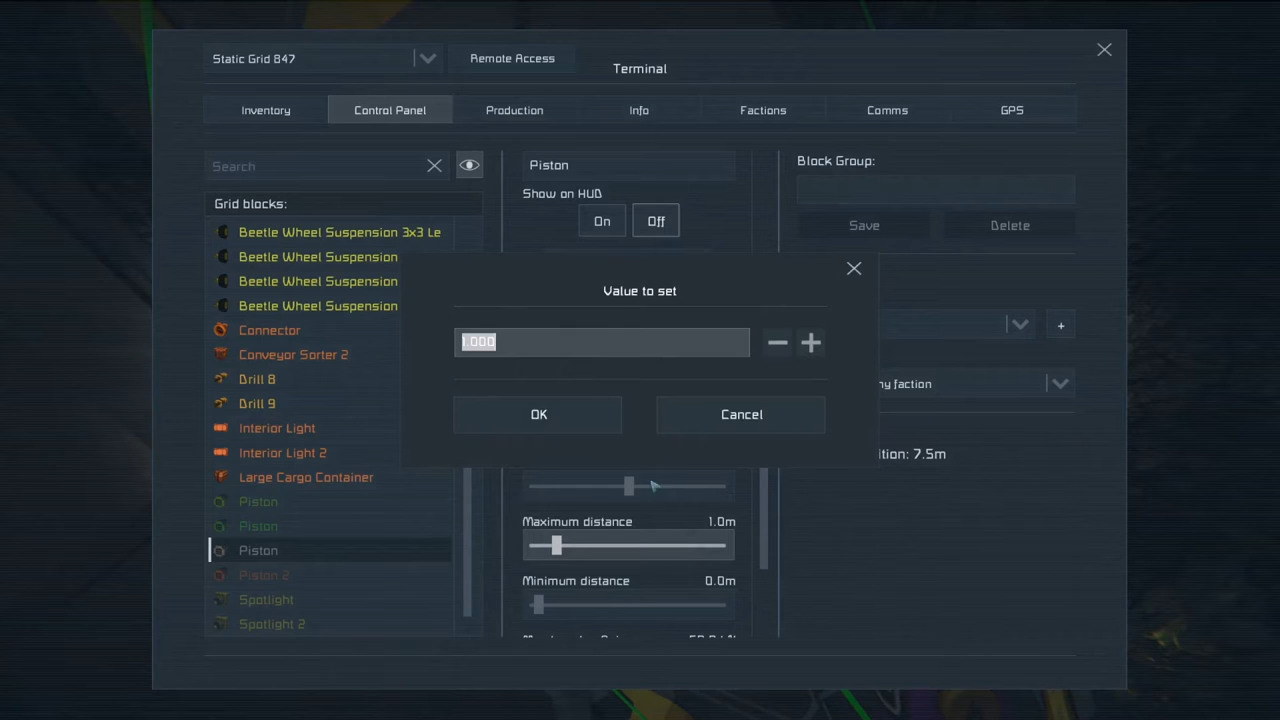 Static Grid 847
Remote Access
Terminal
Inventory
Control Panel
Production
Info
Factions
Comms
GPS
Search
Grid blocks:
Beetle Wheel Suspension 3x3 Le
Beetle Wheel Suspension
Beetle Wheel Suspension
Beetle Wheel Suspension
Connector
Conveyor Sorter 2
Drill 8
Drill 9
Interior Light
Interior Light 2
Large Cargo Container
Piston
Piston
Piston
Piston 2
Spotlight
Spotlight 2
Piston
Show on HUD
On
Off
Value to set
1.000
OK
Cancel
Maximum distance 1.0m
Minimum distance 0.0m
Block Group:
Save
Delete
+
ny faction
ition: 7.5m